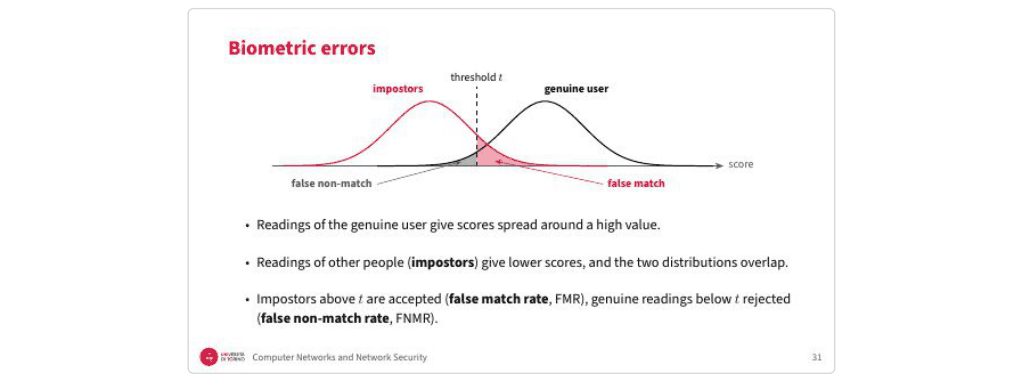 Biometric errors
threshold t
impostors
genuine user
score
false non-match
false match
• Readings of the genuine user give scores spread around a high value.
• Readings of other people (impostors) give lower scores, and the two distributions overlap.
• Impostors above t are accepted (false match rate, FMR), genuine readings below t rejected
(false non-match rate, FNMR).
UNIVERSITÀ
DI TORINO
Computer Networks and Network Security
31